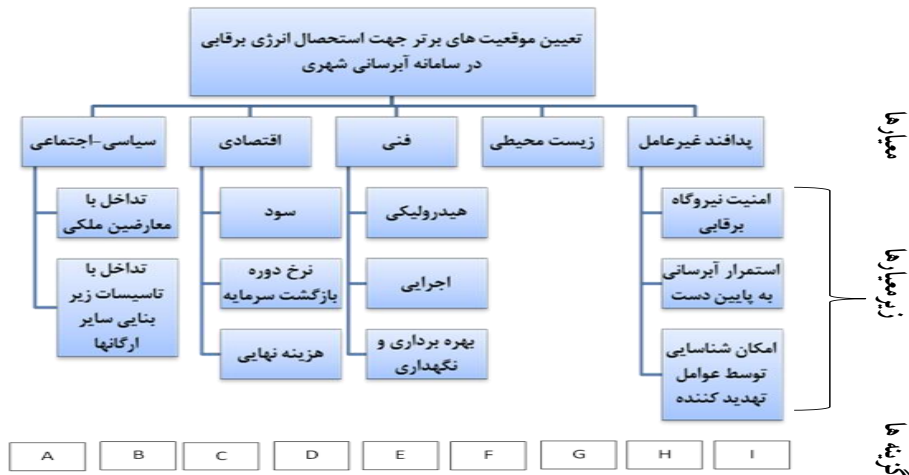 تعیین موقعیت های برتر جهت استحصال انرژی برقابی
در سامانه آبرسانی شهری
معیارها
پدافند غیرعامل
زیست محیطی
فنی
اقتصادی
سیاسی-اجتماعی
زیرمعیارها
امنیت نیروگاه
برقابی
استمرار آبرسانی
به پایین دست
امکان شناسایی
توسط عوامل
تهدید کننده
هیدرولیکی
اجرایی
بهره برداری و
نگهداری
سود
نرخ دوره
بازگشت سرمایه
هزینه نهایی
تداخل با
معارضین ملکی
تداخل با
تاسیسات زیر
بنایی سایر
ارگانها
گزینه ها
A B C D E F G H I